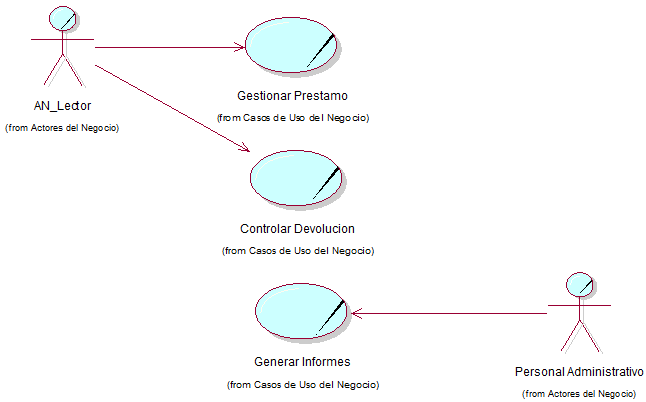 Gestionar Prestamo
(from Casos de Uso del Negocio)
AN_Lector
(from Actores del Negocio)
Controlar Devolucion
(from Casos de Uso del Negocio)
Generar Informes
(from Casos de Uso del Negocio)
Personal Administrativo
(from Actores del Negocio)